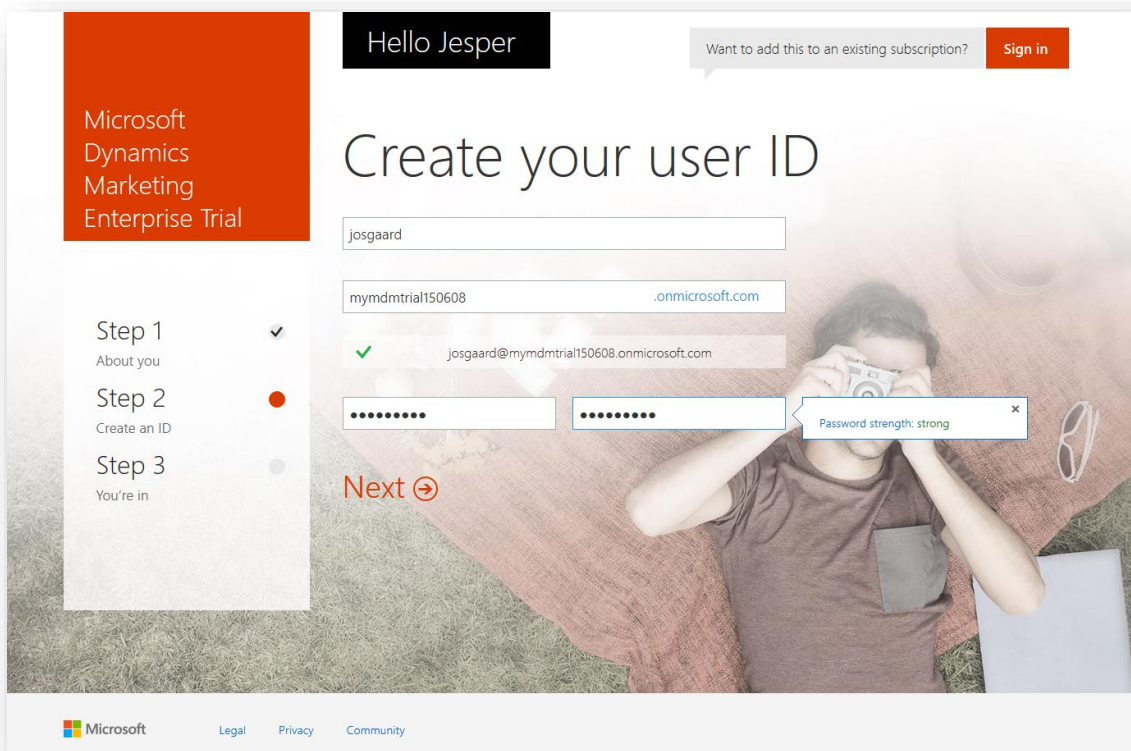 Hello Jesper
Want to add this to an existing subscription?
Sign in
Microsoft
Dynamics
Marketing
Enterprise Trial
Create your user ID
josgaard
mymdmtrial150608 .onmicrosoft.com
josgaard@mymdmtrial150608.onmicrosoft.com
Password strength: strong
Step 1
About you
Step 2
Create an ID
Step 3
You're in
Next
Microsoft
Legal
Privacy
Community